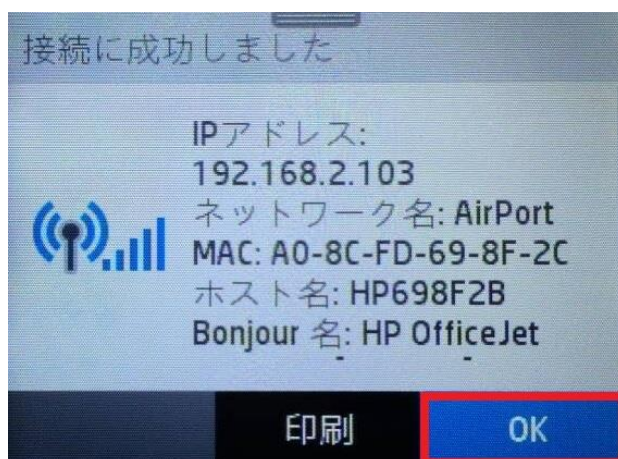 接続に成功しました
IPアドレス:
192.168.2.103
ネットワーク名: AirPort
MAC: A0-8C-FD-69-8F-2C
ホスト名: HP698F2B
Bonjour 名: HP OfficeJet
印刷
OK